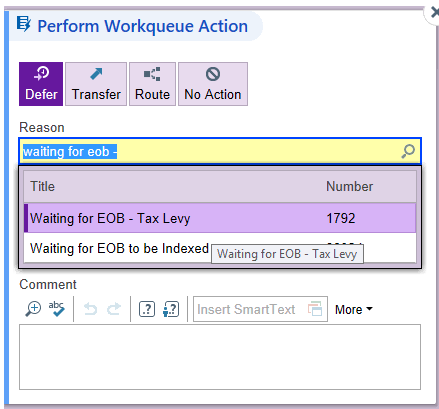 Perform Workqueue Action
Defer Transfer Route No Action
Reason
waiting for eob -
Title Number
Waiting for EOB - Tax Levy 1792
Waiting for EOB to be Indexed
Waiting for EOB - Tax Levy
Comment
abc Insert SmartText More